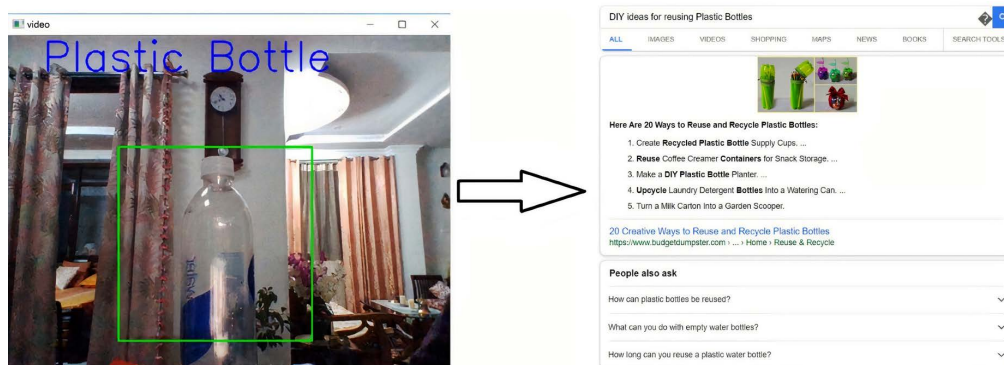 video
Plastic Bottle
DIY ideas for reusing Plastic Bottles
ALL IMAGES VIDEOS SHOPPING MAPS NEWS BOOKS SEARCH TOOLS
Here Are 20 Ways to Reuse and Recycle Plastic Bottles:
1. Create Recycled Plastic Bottle Supply Cups. ...
2. Reuse Coffee Creamer Containers for Snack Storage. ...
3. Make a DIY Plastic Bottle Planter. ...
4. Upcycle Laundry Detergent Bottles Into a Watering Can. ...
5. Turn a Milk Carton Into a Garden Scooper.
20 Creative Ways to Reuse and Recycle Plastic Bottles
https://www.budgetdumpster.com › ... › Home › Reuse & Recycle
People also ask
How can plastic bottles be reused?
What can you do with empty water bottles?
How long can you reuse a plastic water bottle?